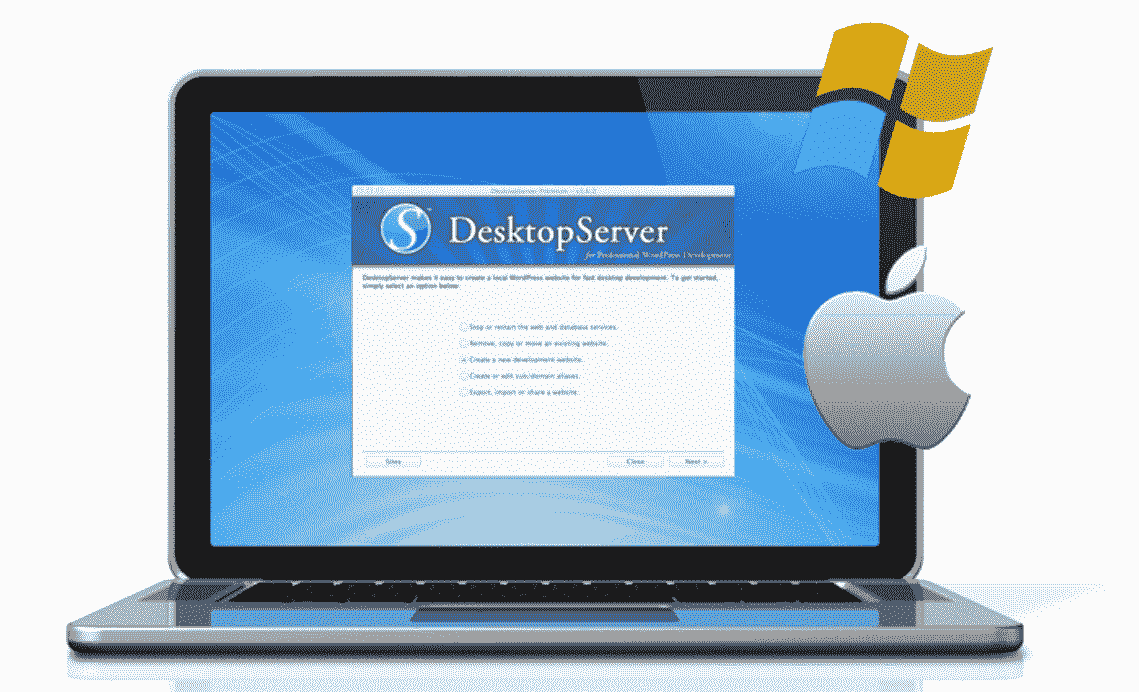 DesktopServer Premium - v3.8.2
S
DesktopServer
for Professional WordPress Development
DesktopServer makes it easy to create a local WordPress website for fast desktop development. To get started,
simply select an option below.
Stop or restart the web and database services.
Remove, copy or move an existing website.
Create a new development website.
Create or edit sub/domain aliases.
Export, import or share a website.
Sites
Close
Next >